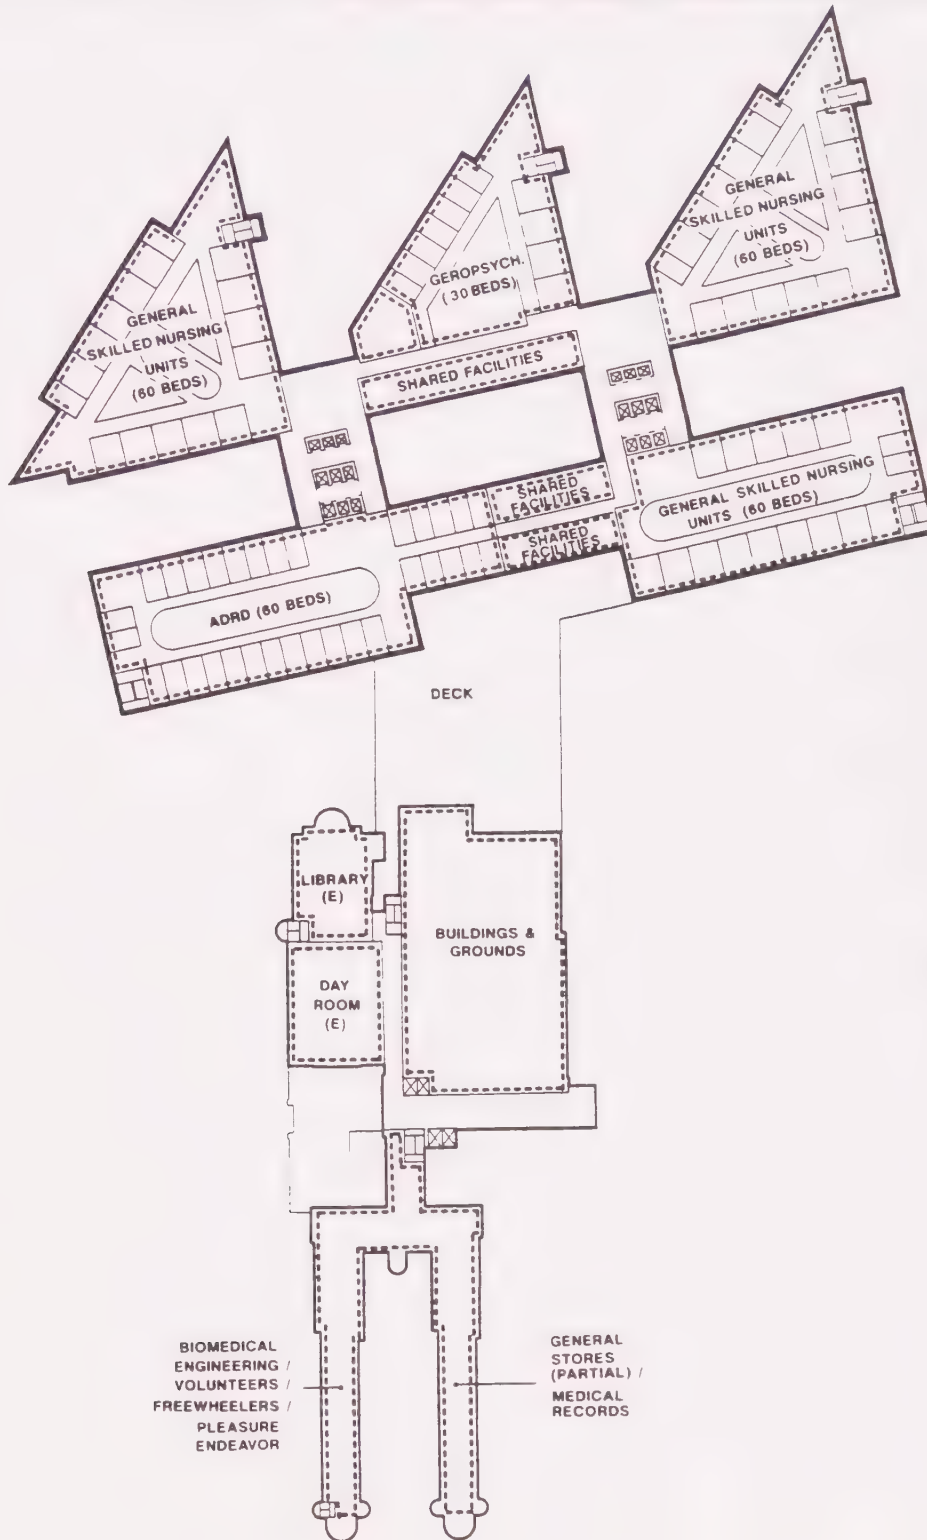 GENERAL
SKILLED NURSING
UNITS
(60 BEDS)
GEROPSYCH.
(30 BEDS)
GENERAL
SKILLED NURSING
UNITS
(60 BEDS)
SHARED FACILITIES
SHARED
FACILITIES
SHARED
FACILITIES
GENERAL SKILLED NURSING
UNITS (60 BEDS)
ADRD (60 BEDS)
DECK
LIBRARY
(E)
BUILDINGS &
GROUNDS
DAY
ROOM
(E)
BIOMEDICAL
ENGINEERING /
VOLUNTEERS /
FREEWHEELERS /
PLEASURE
ENDEAVOR
GENERAL
STORES
(PARTIAL) /
MEDICAL
RECORDS